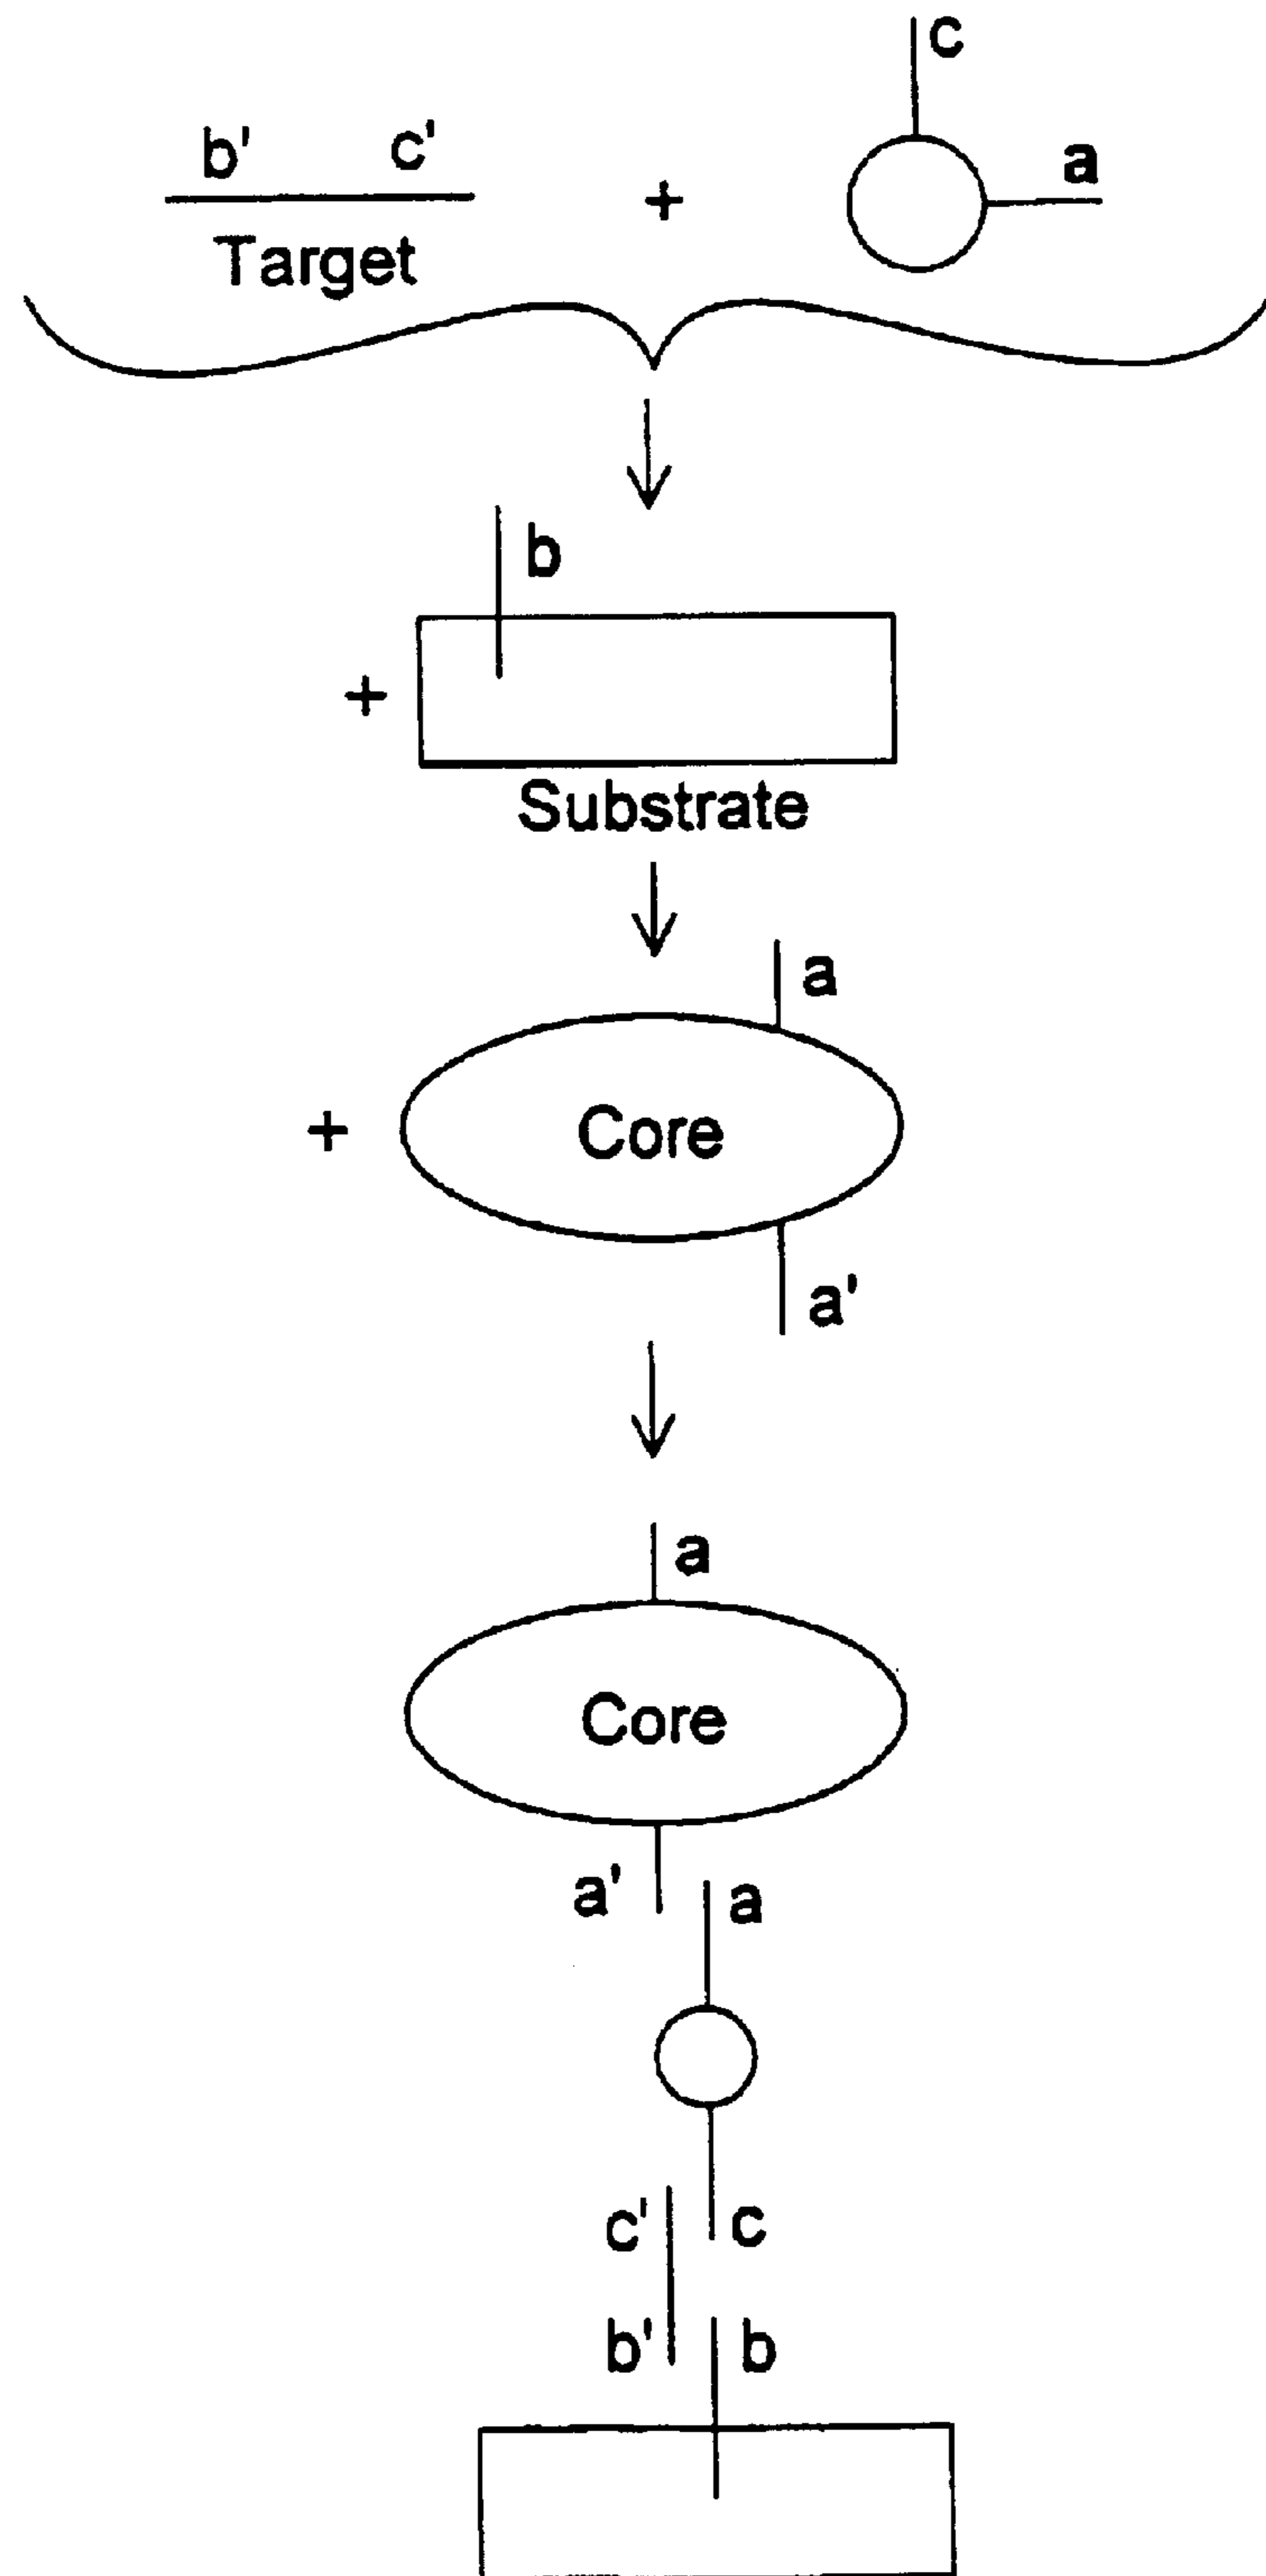 c
b' c' + a
Target
b
+
Substrate
a
+ Core
a'
a
Core
a' a
c' c
b' b